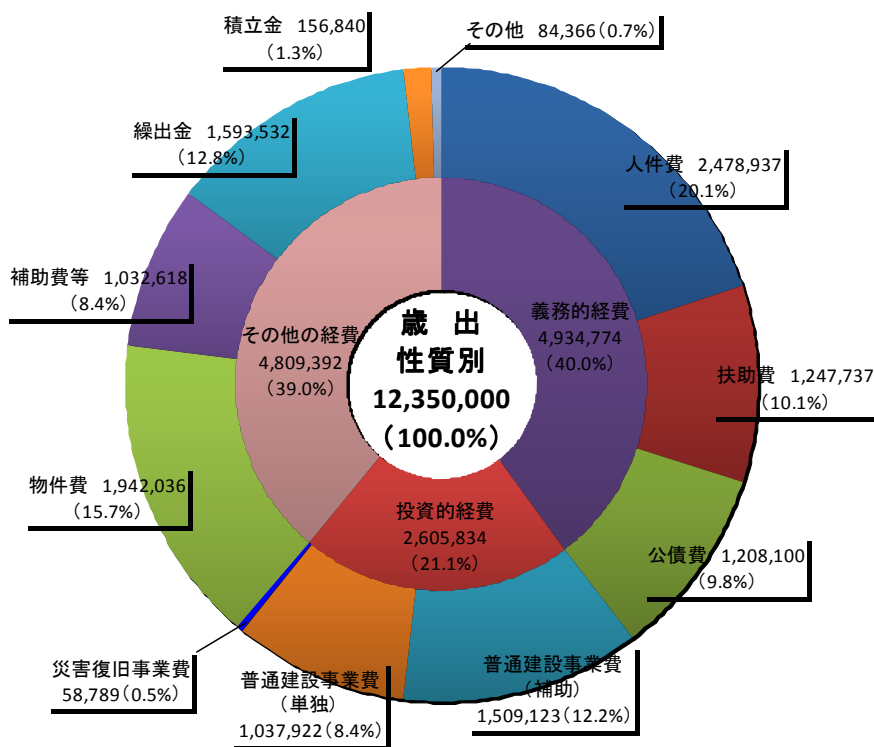 積立金 156,840
（1.3%）
その他 84,366（0.7%）
繰出金 1,593,532
（12.8%）
人件費 2,478,937
（20.1%）
補助費等 1,032,618
（8.4%）
その他の経費
4,809,392
（39.0%）
歳 出
性質別
12,350,000
（100.0%）
義務的経費
4,934,774
（40.0%）
扶助費 1,247,737
（10.1%）
物件費 1,942,036
（15.7%）
投資的経費
2,605,834
（21.1%）
公債費 1,208,100
（9.8%）
災害復旧事業費
58,789（0.5%）
普通建設事業費
（単独）
1,037,922（8.4%）
普通建設事業費
（補助）
1,509,123（12.2%）